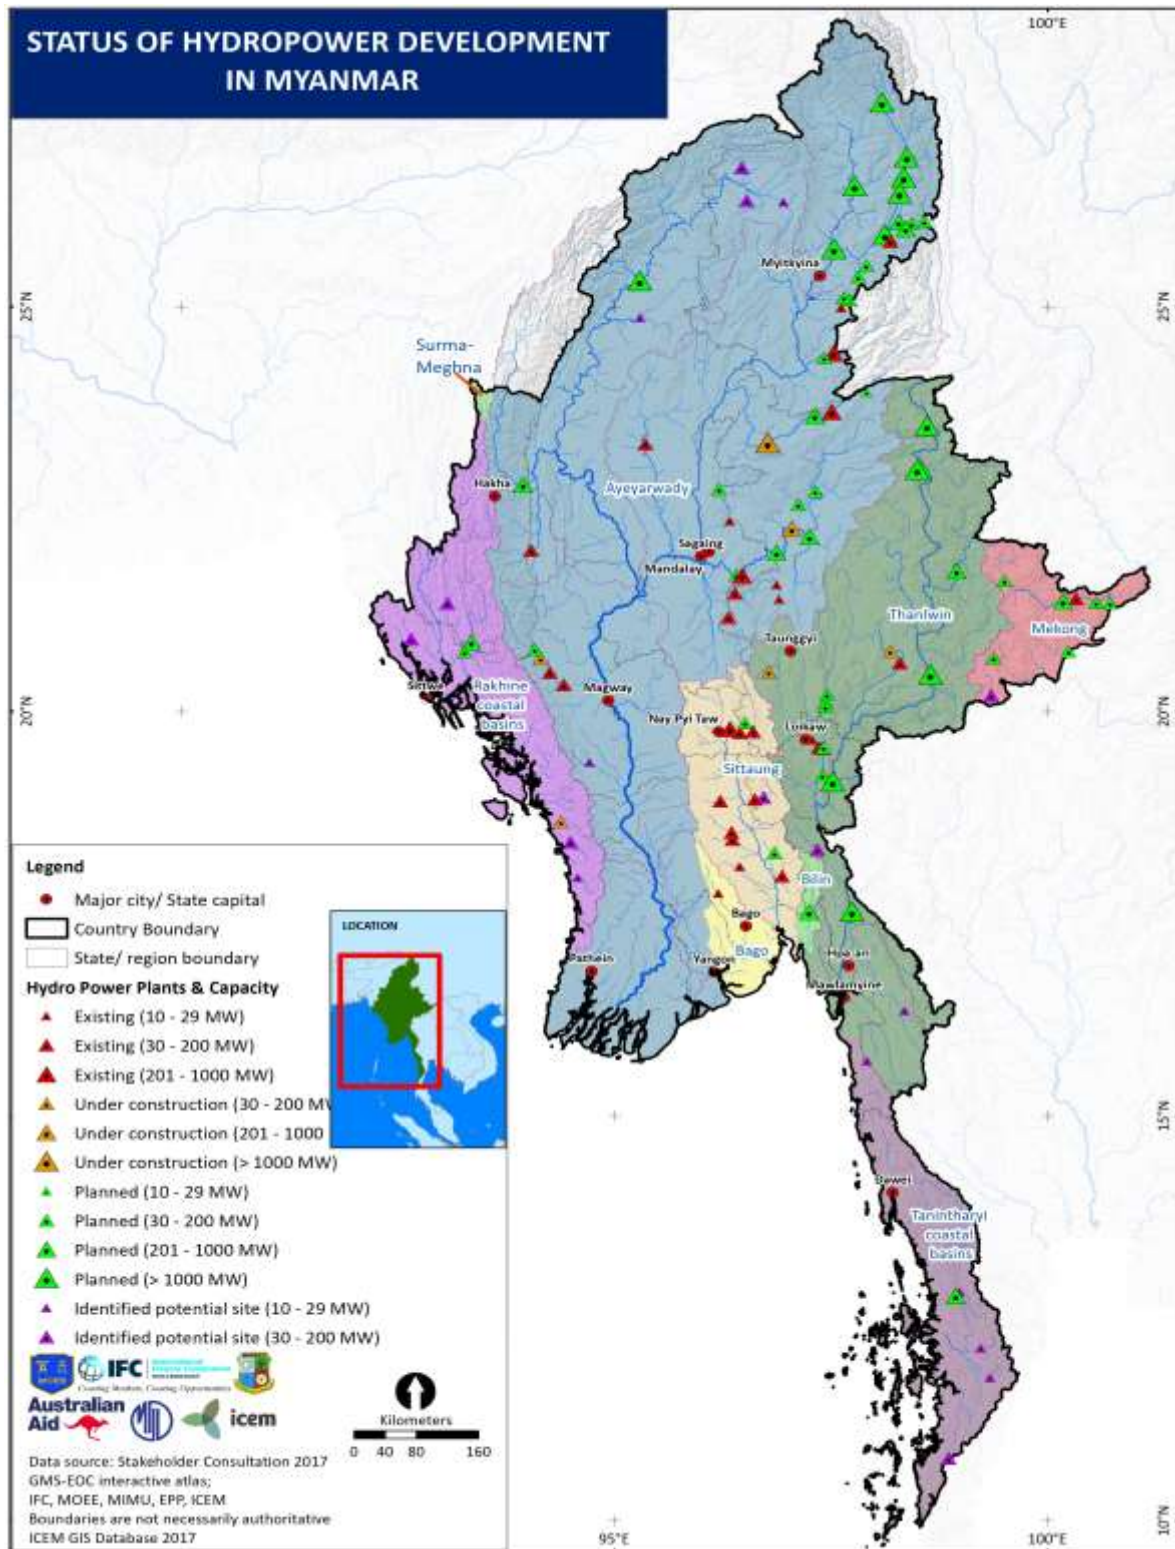 STATUS OF HYDROPOWER DEVELOPMENT
IN MYANMAR
100°E
25°N
25°N
Myitkyina
Surma-
Meghna
Hakha
Ayeyarwady
Sagaing
Mandalay
Thanlwin
Mekong
Taunggyi
20°N
20°N
Sittwe
Rakhine
coastal
basins
Magway
Nay Pyi Taw
Loikaw
Sittaung
Bilin
Bago
Bago
Pathein
Yangon
Hpa an
Mawlamyine
15°N
Dawei
Tanintharyi
coastal
basins
10°N
95°E
100°E
Legend
Major city/ State capital
Country Boundary
State/ region boundary
Hydro Power Plants & Capacity
Existing (10 - 29 MW)
Existing (30 - 200 MW)
Existing (201 - 1000 MW)
Under construction (30 - 200 MW
Under construction (201 - 1000
Under construction (> 1000 MW)
Planned (10 - 29 MW)
Planned (30 - 200 MW)
Planned (201 - 1000 MW)
Planned (> 1000 MW)
Identified potential site (10 - 29 MW)
Identified potential site (30 - 200 MW)
LOCATION
MOEE
IFC
Creating Markets, Creating Opportunities
Australian
Aid
icem
Kilometers
0 40 80 160
Data source: Stakeholder Consultation 2017
GMS-EOC interactive atlas;
IFC, MOEE, MIMU, EPP, ICEM
Boundaries are not necessarily authoritative
ICEM GIS Database 2017